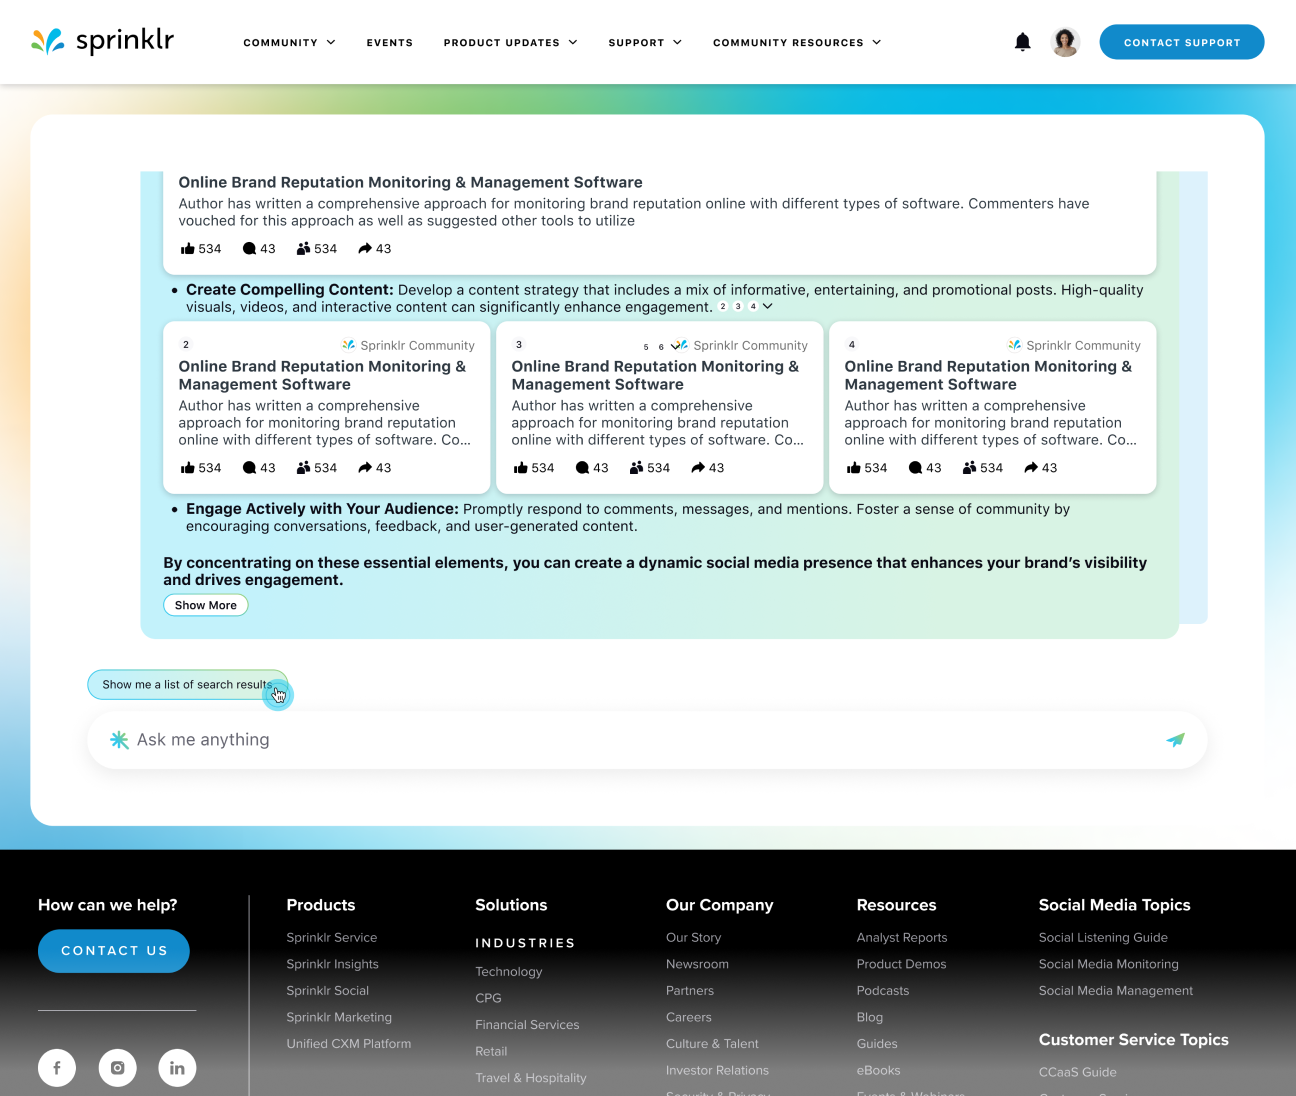 sprinklr
COMMUNITY EVENTS PRODUCT UPDATES SUPPORT COMMUNITY RESOURCES CONTACT SUPPORT
Online Brand Reputation Monitoring & Management Software
Author has written a comprehensive approach for monitoring brand reputation online with different types of software. Commenters have
vouched for this approach as well as suggested other tools to utilize
534 43 534 43
• Create Compelling Content: Develop a content strategy that includes a mix of informative, entertaining, and promotional posts. High-quality
visuals, videos, and interactive content can significantly enhance engagement. 2 3 4
2 Sprinklr Community
Online Brand Reputation Monitoring &
Management Software
Author has written a comprehensive
approach for monitoring brand reputation
online with different types of software. Co...
534 43 534 43
3 5 6 Sprinklr Community
Online Brand Reputation Monitoring &
Management Software
Author has written a comprehensive
approach for monitoring brand reputation
online with different types of software. Co...
534 43 534 43
4 Sprinklr Community
Online Brand Reputation Monitoring &
Management Software
Author has written a comprehensive
approach for monitoring brand reputation
online with different types of software. Co...
534 43 534 43
• Engage Actively with Your Audience: Promptly respond to comments, messages, and mentions. Foster a sense of community by
encouraging conversations, feedback, and user-generated content.
By concentrating on these essential elements, you can create a dynamic social media presence that enhances your brand's visibility
and drives engagement.
Show More
Show me a list of search results
Ask me anything
How can we help?
CONTACT US
Products
Sprinklr Service
Sprinklr Insights
Sprinklr Social
Sprinklr Marketing
Unified CXM Platform
Solutions
INDUSTRIES
Technology
CPG
Financial Services
Retail
Travel & Hospitality
Our Company
Our Story
Newsroom
Partners
Careers
Culture & Talent
Investor Relations
Security & Privacy
Resources
Analyst Reports
Product Demos
Podcasts
Blog
Guides
eBooks
Events & Webinars
Social Media Topics
Social Listening Guide
Social Media Monitoring
Social Media Management
Customer Service Topics
CCaaS Guide